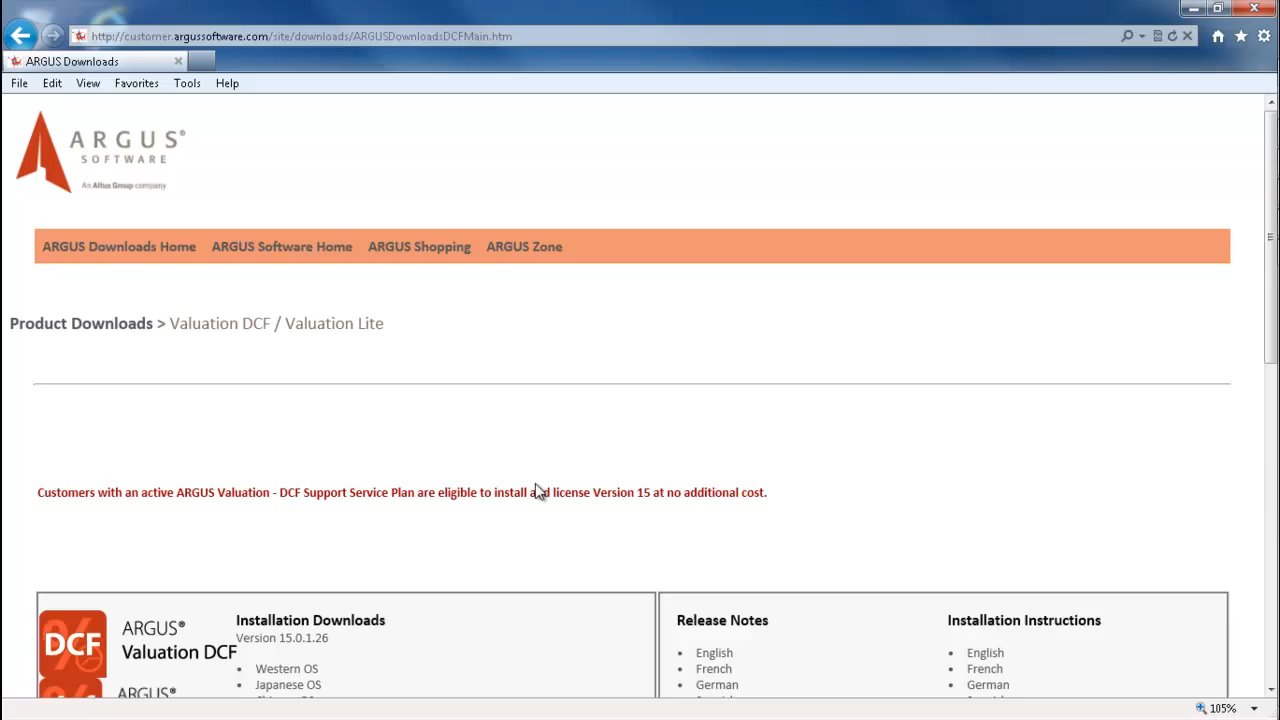 http://customer.argussoftware.com/site/downloads/ARGUSDownloadsDCFMain.htm
ARGUS Downloads
File Edit View Favorites Tools Help
ARGUS®
SOFTWARE
An Altus Group company
ARGUS Downloads Home ARGUS Software Home ARGUS Shopping ARGUS Zone
Product Downloads > Valuation DCF / Valuation Lite
Customers with an active ARGUS Valuation - DCF Support Service Plan are eligible to install and license Version 15 at no additional cost.
DCF
ARGUS®
Valuation DCF
ARGUS®
Installation Downloads
Version 15.0.1.26
• Western OS
• Japanese OS
Release Notes
• English
• French
• German
Installation Instructions
• English
• French
• German
105%